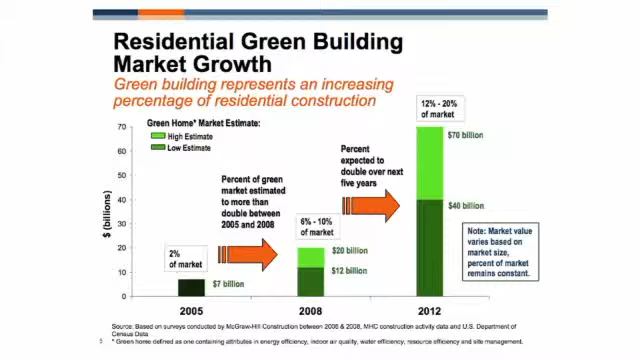 Residential Green Building
Market Growth
Green building represents an increasing
percentage of residential construction
Green Home* Market Estimate:
High Estimate
Low Estimate
$ (billions)
70
60
50
40
30
20
10
0
2%
of market
$7 billion
2005
Percent of green
market estimated
to more than
double between
2005 and 2008
6% - 10%
of market
$20 billion
$12 billion
2008
Percent
expected to
double over next
five years
12% - 20%
of market
$70 billion
$40 billion
2012
Note: Market value
varies based on
market size,
percent of market
remains constant.
Source: Based on surveys conducted by McGraw-Hill Construction between 2006 & 2008, MHC construction activity data and U.S. Department of
Census Data
* Green home defined as one containing attributes in energy efficiency, indoor air quality, water efficiency, resource efficiency and site management.